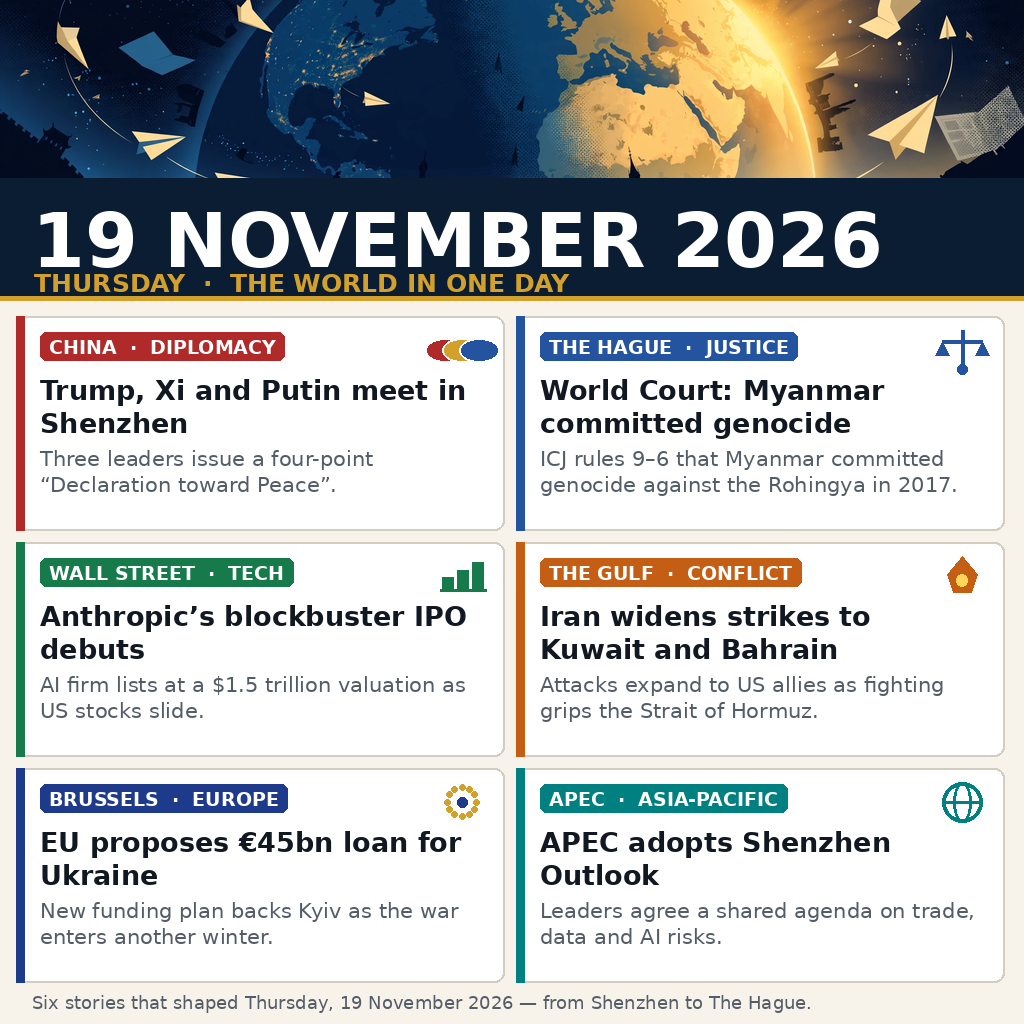 19 NOVEMBER 2026
THURSDAY · THE WORLD IN ONE DAY
CHINA · DIPLOMACY
Trump, Xi and Putin meet in
Shenzhen
Three leaders issue a four-point
“Declaration toward Peace”.
THE HAGUE · JUSTICE
World Court: Myanmar
committed genocide
ICJ rules 9–6 that Myanmar committed
genocide against the Rohingya in 2017.
WALL STREET · TECH
Anthropic’s blockbuster IPO
debuts
AI firm lists at a $1.5 trillion valuation as
US stocks slide.
THE GULF · CONFLICT
Iran widens strikes to
Kuwait and Bahrain
Attacks expand to US allies as fighting
grips the Strait of Hormuz.
BRUSSELS · EUROPE
EU proposes €45bn loan for
Ukraine
New funding plan backs Kyiv as the war
enters another winter.
APEC · ASIA-PACIFIC
APEC adopts Shenzhen
Outlook
Leaders agree a shared agenda on trade,
data and AI risks.
Six stories that shaped Thursday, 19 November 2026 — from Shenzhen to The Hague.